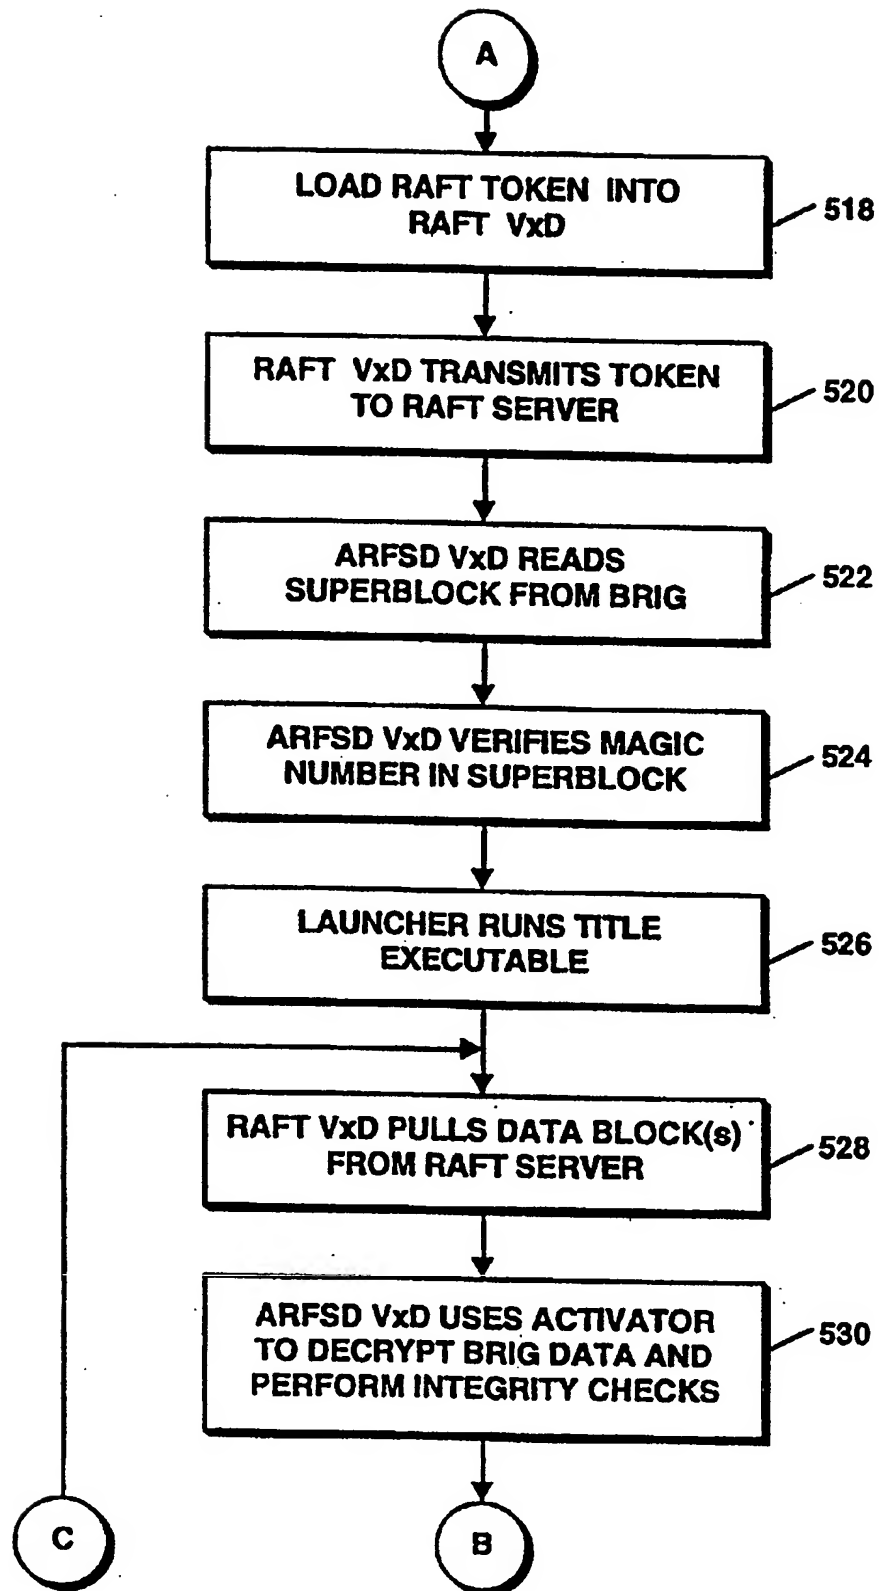 A
LOAD RAFT TOKEN INTO
RAFT VxD
518
RAFT VxD TRANSMITS TOKEN
TO RAFT SERVER
520
ARFSD VxD READS
SUPERBLOCK FROM BRIG
522
ARFSD VxD VERIFIES MAGIC
NUMBER IN SUPERBLOCK
524
LAUNCHER RUNS TITLE
EXECUTABLE
526
RAFT VxD PULLS DATA BLOCK(s)
FROM RAFT SERVER
528
ARFSD VxD USES ACTIVATOR
TO DECRYPT BRIG DATA AND
PERFORM INTEGRITY CHECKS
530
C
B